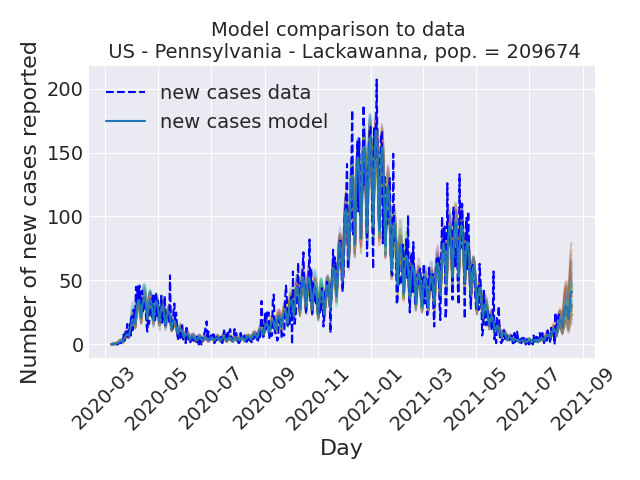 Model comparison to data
US - Pennsylvania - Lackawanna, pop. = 209674
Number of new cases reported
200
150
100
50
0
new cases data
new cases model
2020-03
2020-05
2020-07
2020-09
2020-11
2021-01
2021-03
2021-05
2021-07
2021-09
Day